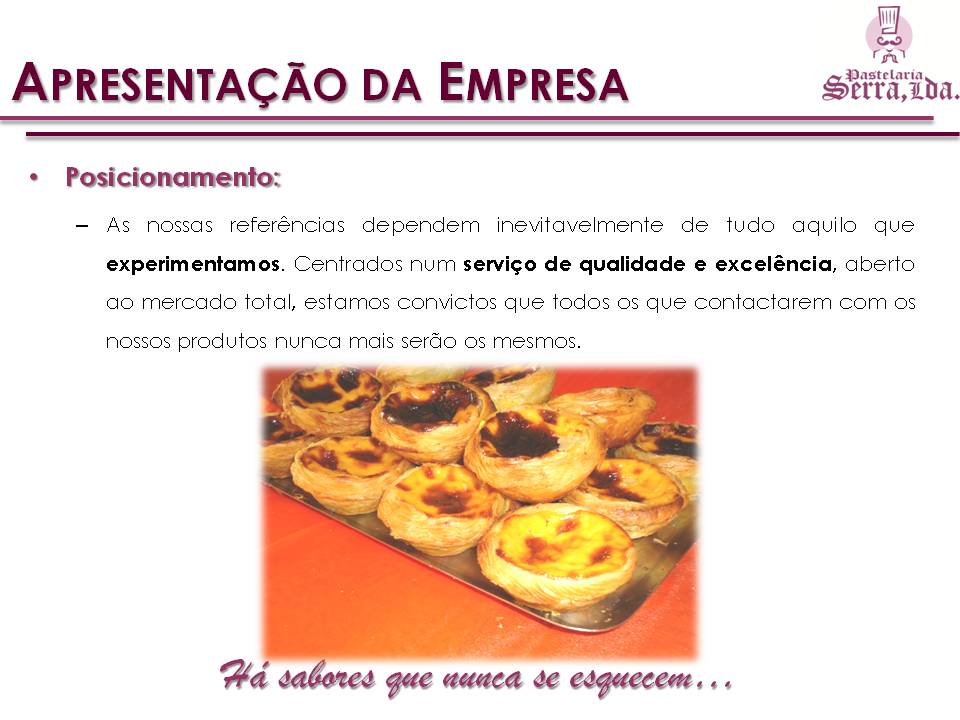 APRESENTAÇÃO DA EMPRESA
Pastelaria
Serra, Lda.
• Posicionamento:
– As nossas referências dependem inevitavelmente de tudo aquilo que
experimentamos. Centrados num serviço de qualidade e excelência, aberto
ao mercado total, estamos convictos que todos os que contactarem com os
nossos produtos nunca mais serão os mesmos.
Há sabores que nunca se esquecem...